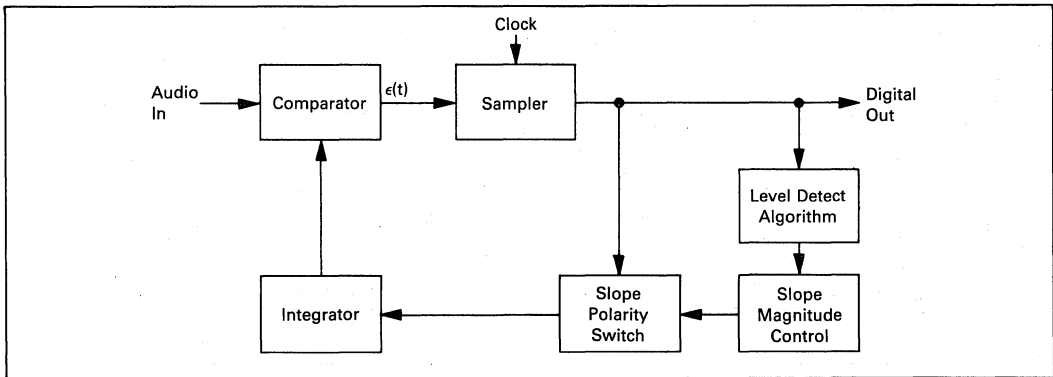 Clock
Audio
In
Comparator
ϵ(t)
Sampler
Digital
Out
Level Detect
Algorithm
Integrator
Slope
Polarity
Switch
Slope
Magnitude
Control